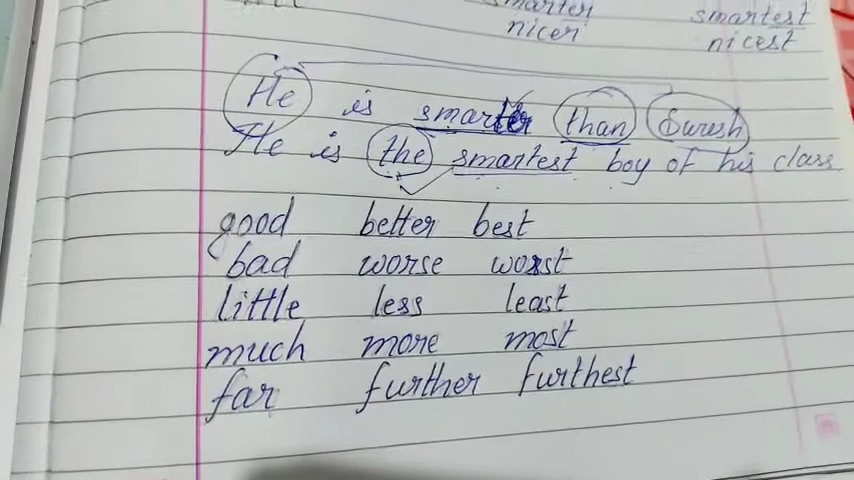 smarter smartest
nicer nicest
He is smarter than Suresh
He is the smartest boy of his class
good better best
bad worse worst
little less least
much more most
far further furthest